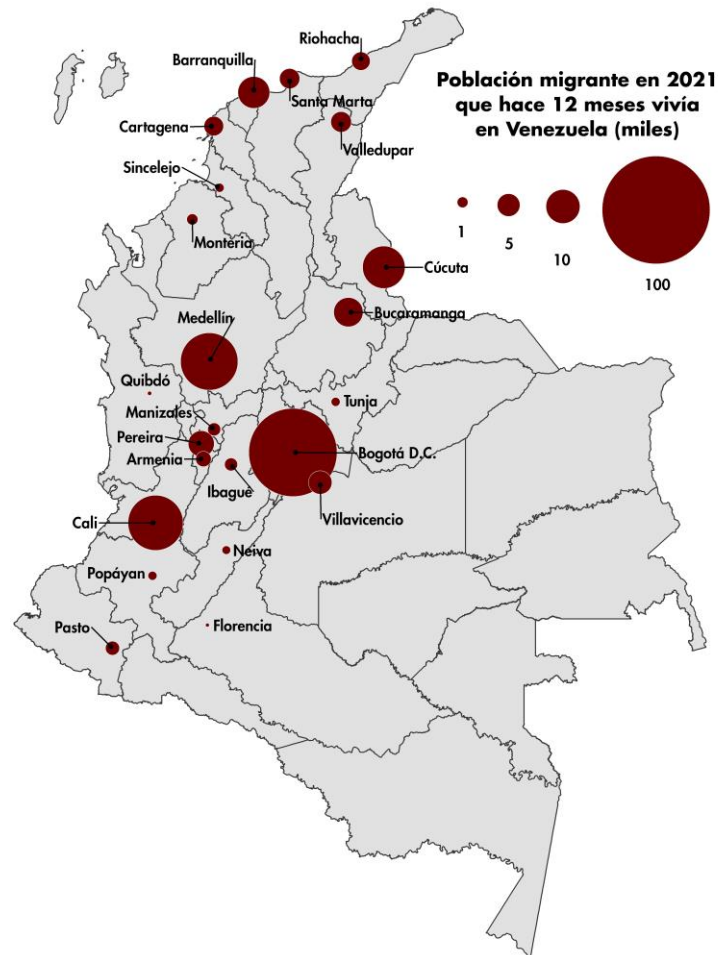 Riohacha
Barranquilla
Población migrante en 2021
que hace 12 meses vivía
en Venezuela (miles)
Santa Marta
Cartagena
Valledupar
Sincelejo
1
5
10
100
Montería
Cúcuta
Bucaramanga
Medellín
Quibdó
Tunja
Manizales
Pereira
Bogotá D.C.
Armenia
Ibagué
Villavicencio
Cali
Neiva
Popáyan
Florencia
Pasto